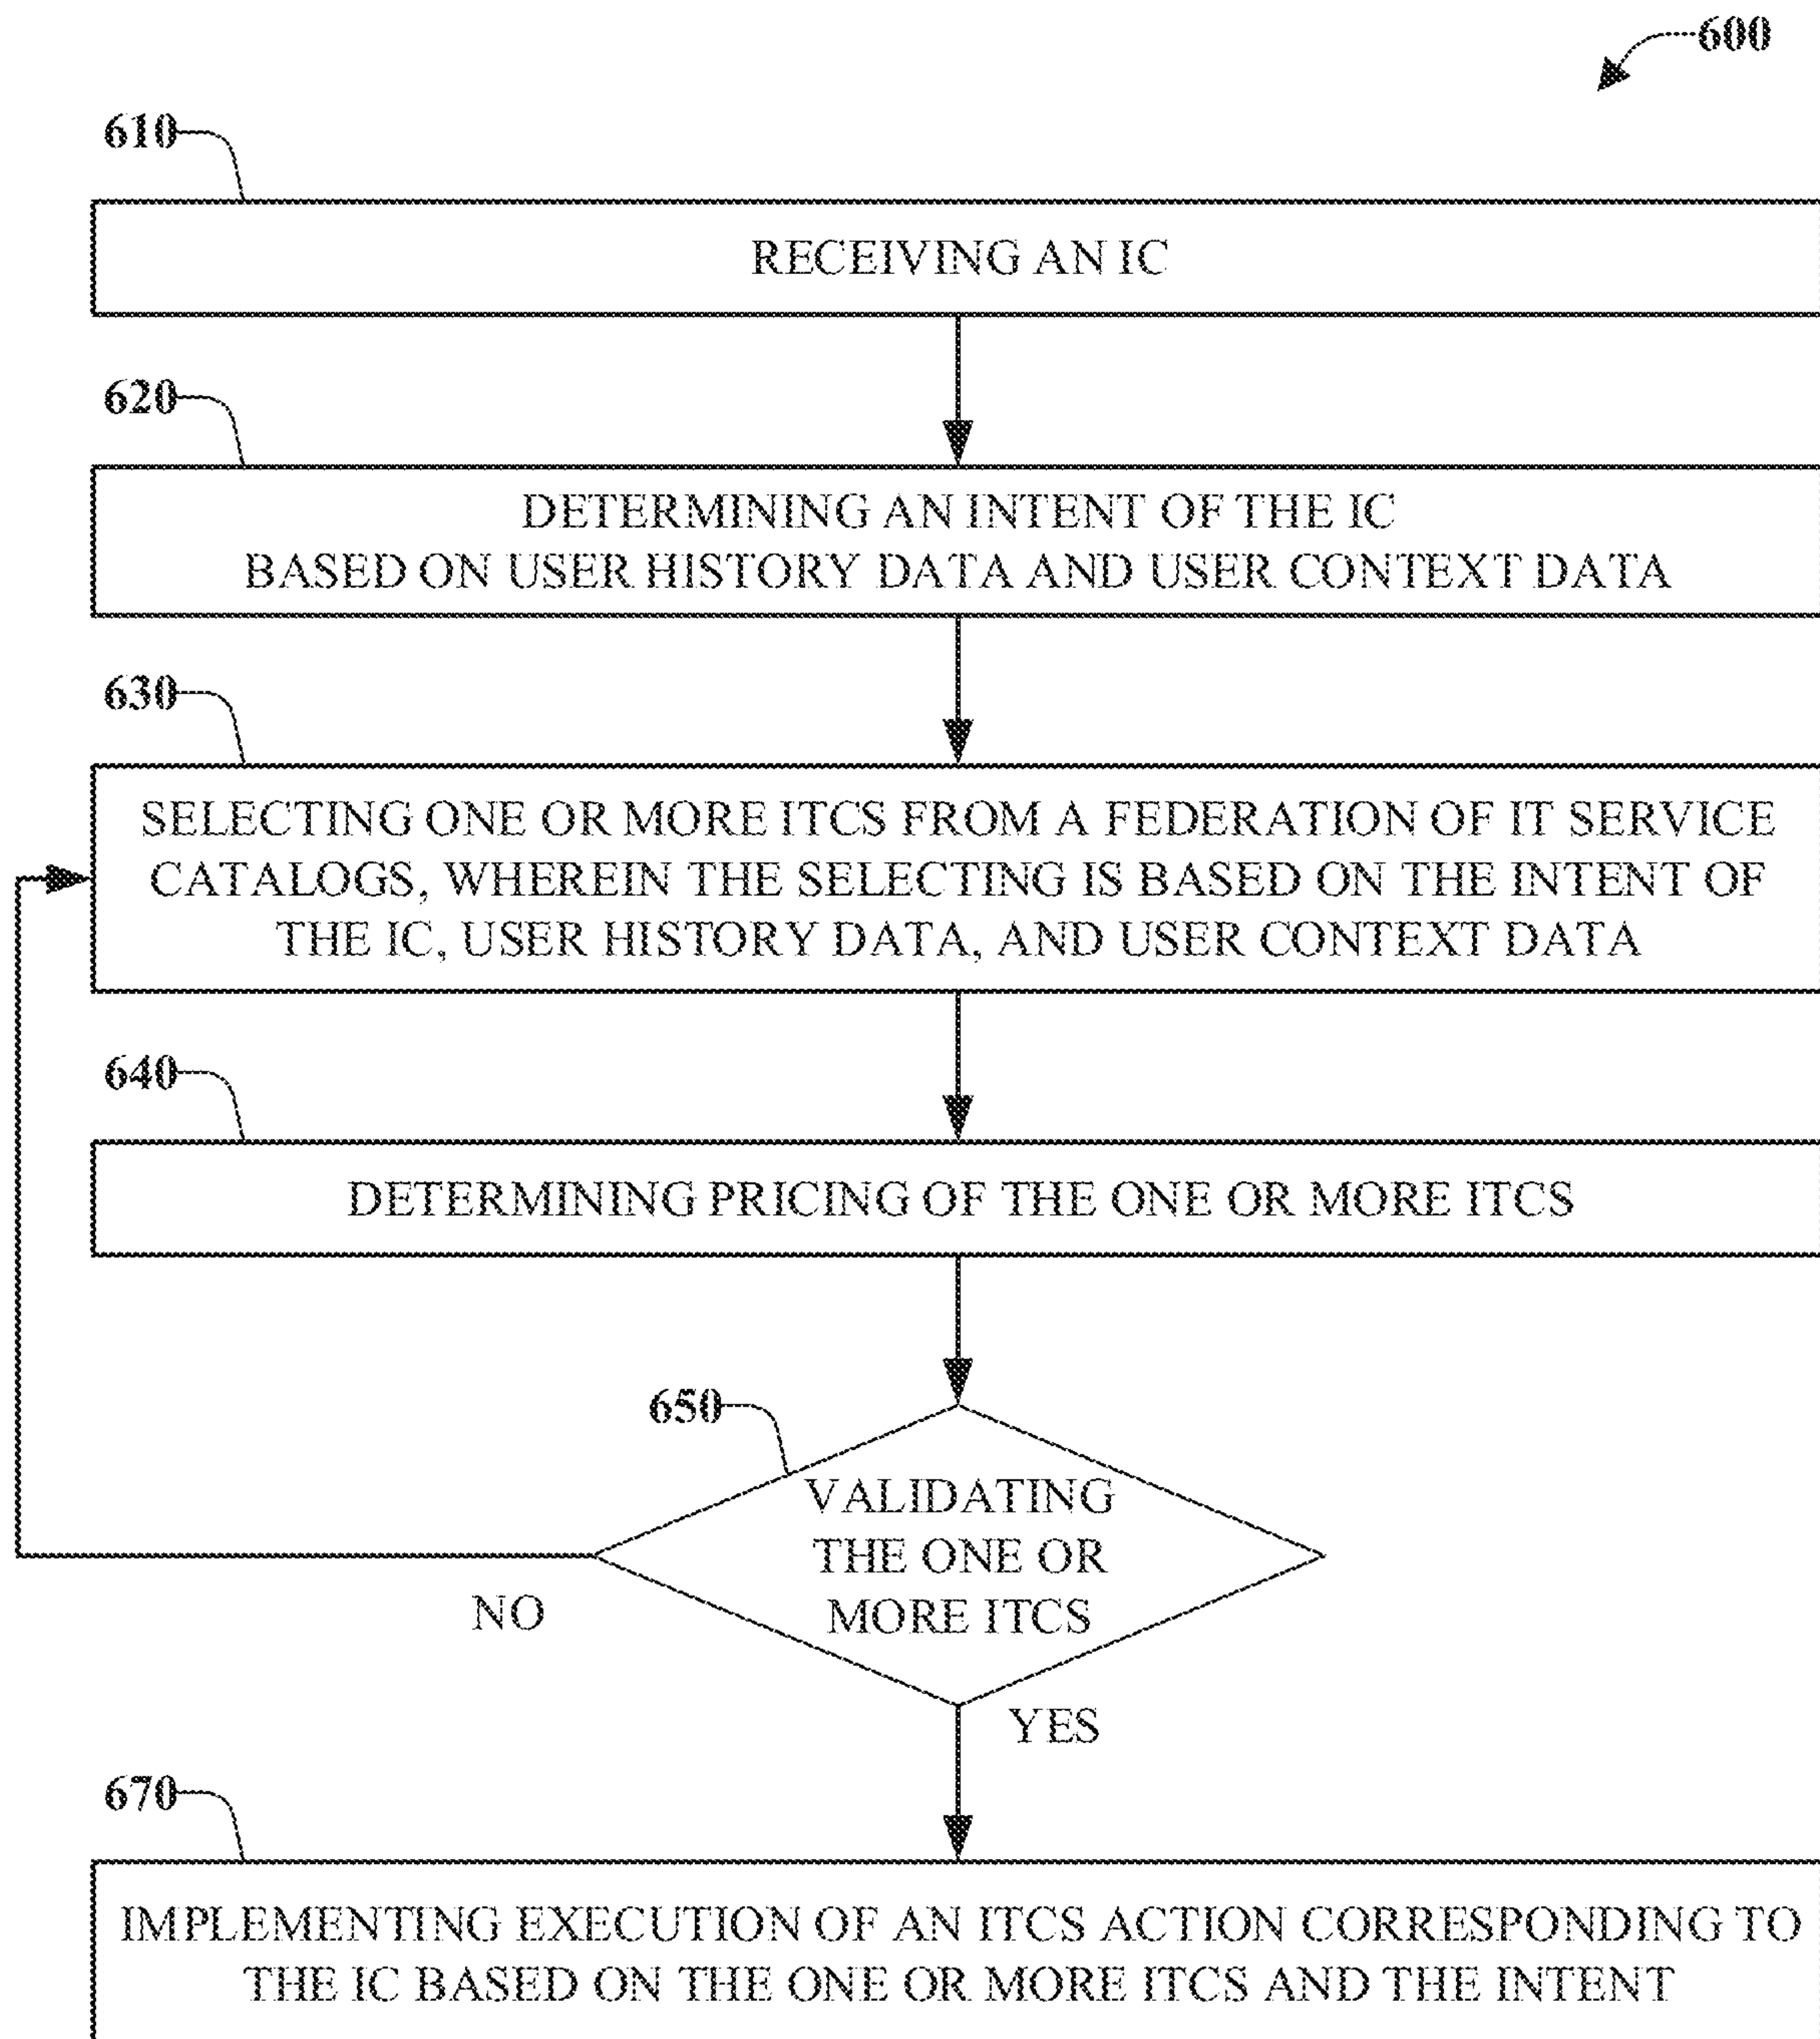 600
610
RECEIVING AN IC
620
DETERMINING AN INTENT OF THE IC
BASED ON USER HISTORY DATA AND USER CONTEXT DATA
630
SELECTING ONE OR MORE ITCS FROM A FEDERATION OF IT SERVICE
CATALOGS, WHEREIN THE SELECTING IS BASED ON THE INTENT OF
THE IC, USER HISTORY DATA, AND USER CONTEXT DATA
640
DETERMINING PRICING OF THE ONE OR MORE ITCS
650
VALIDATING
THE ONE OR
MORE ITCS
NO
YES
670
IMPLEMENTING EXECUTION OF AN ITCS ACTION CORRESPONDING TO
THE IC BASED ON THE ONE OR MORE ITCS AND THE INTENT